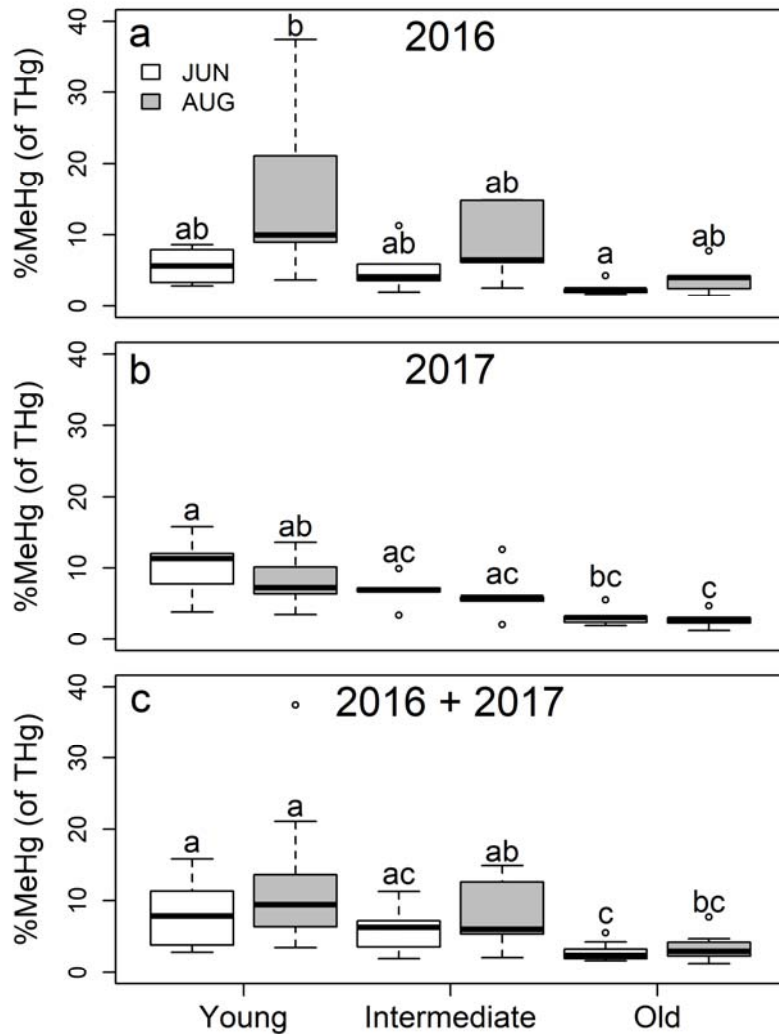 a 2016
JUN
AUG
ab b ab ab a ab
40
30
20
10
0
%MeHg (of THg)
b 2017
a ab ac ac bc c
40
30
20
10
0
%MeHg (of THg)
c 2016 + 2017
a a ac ab c bc
40
30
20
10
0
%MeHg (of THg)
Young Intermediate Old